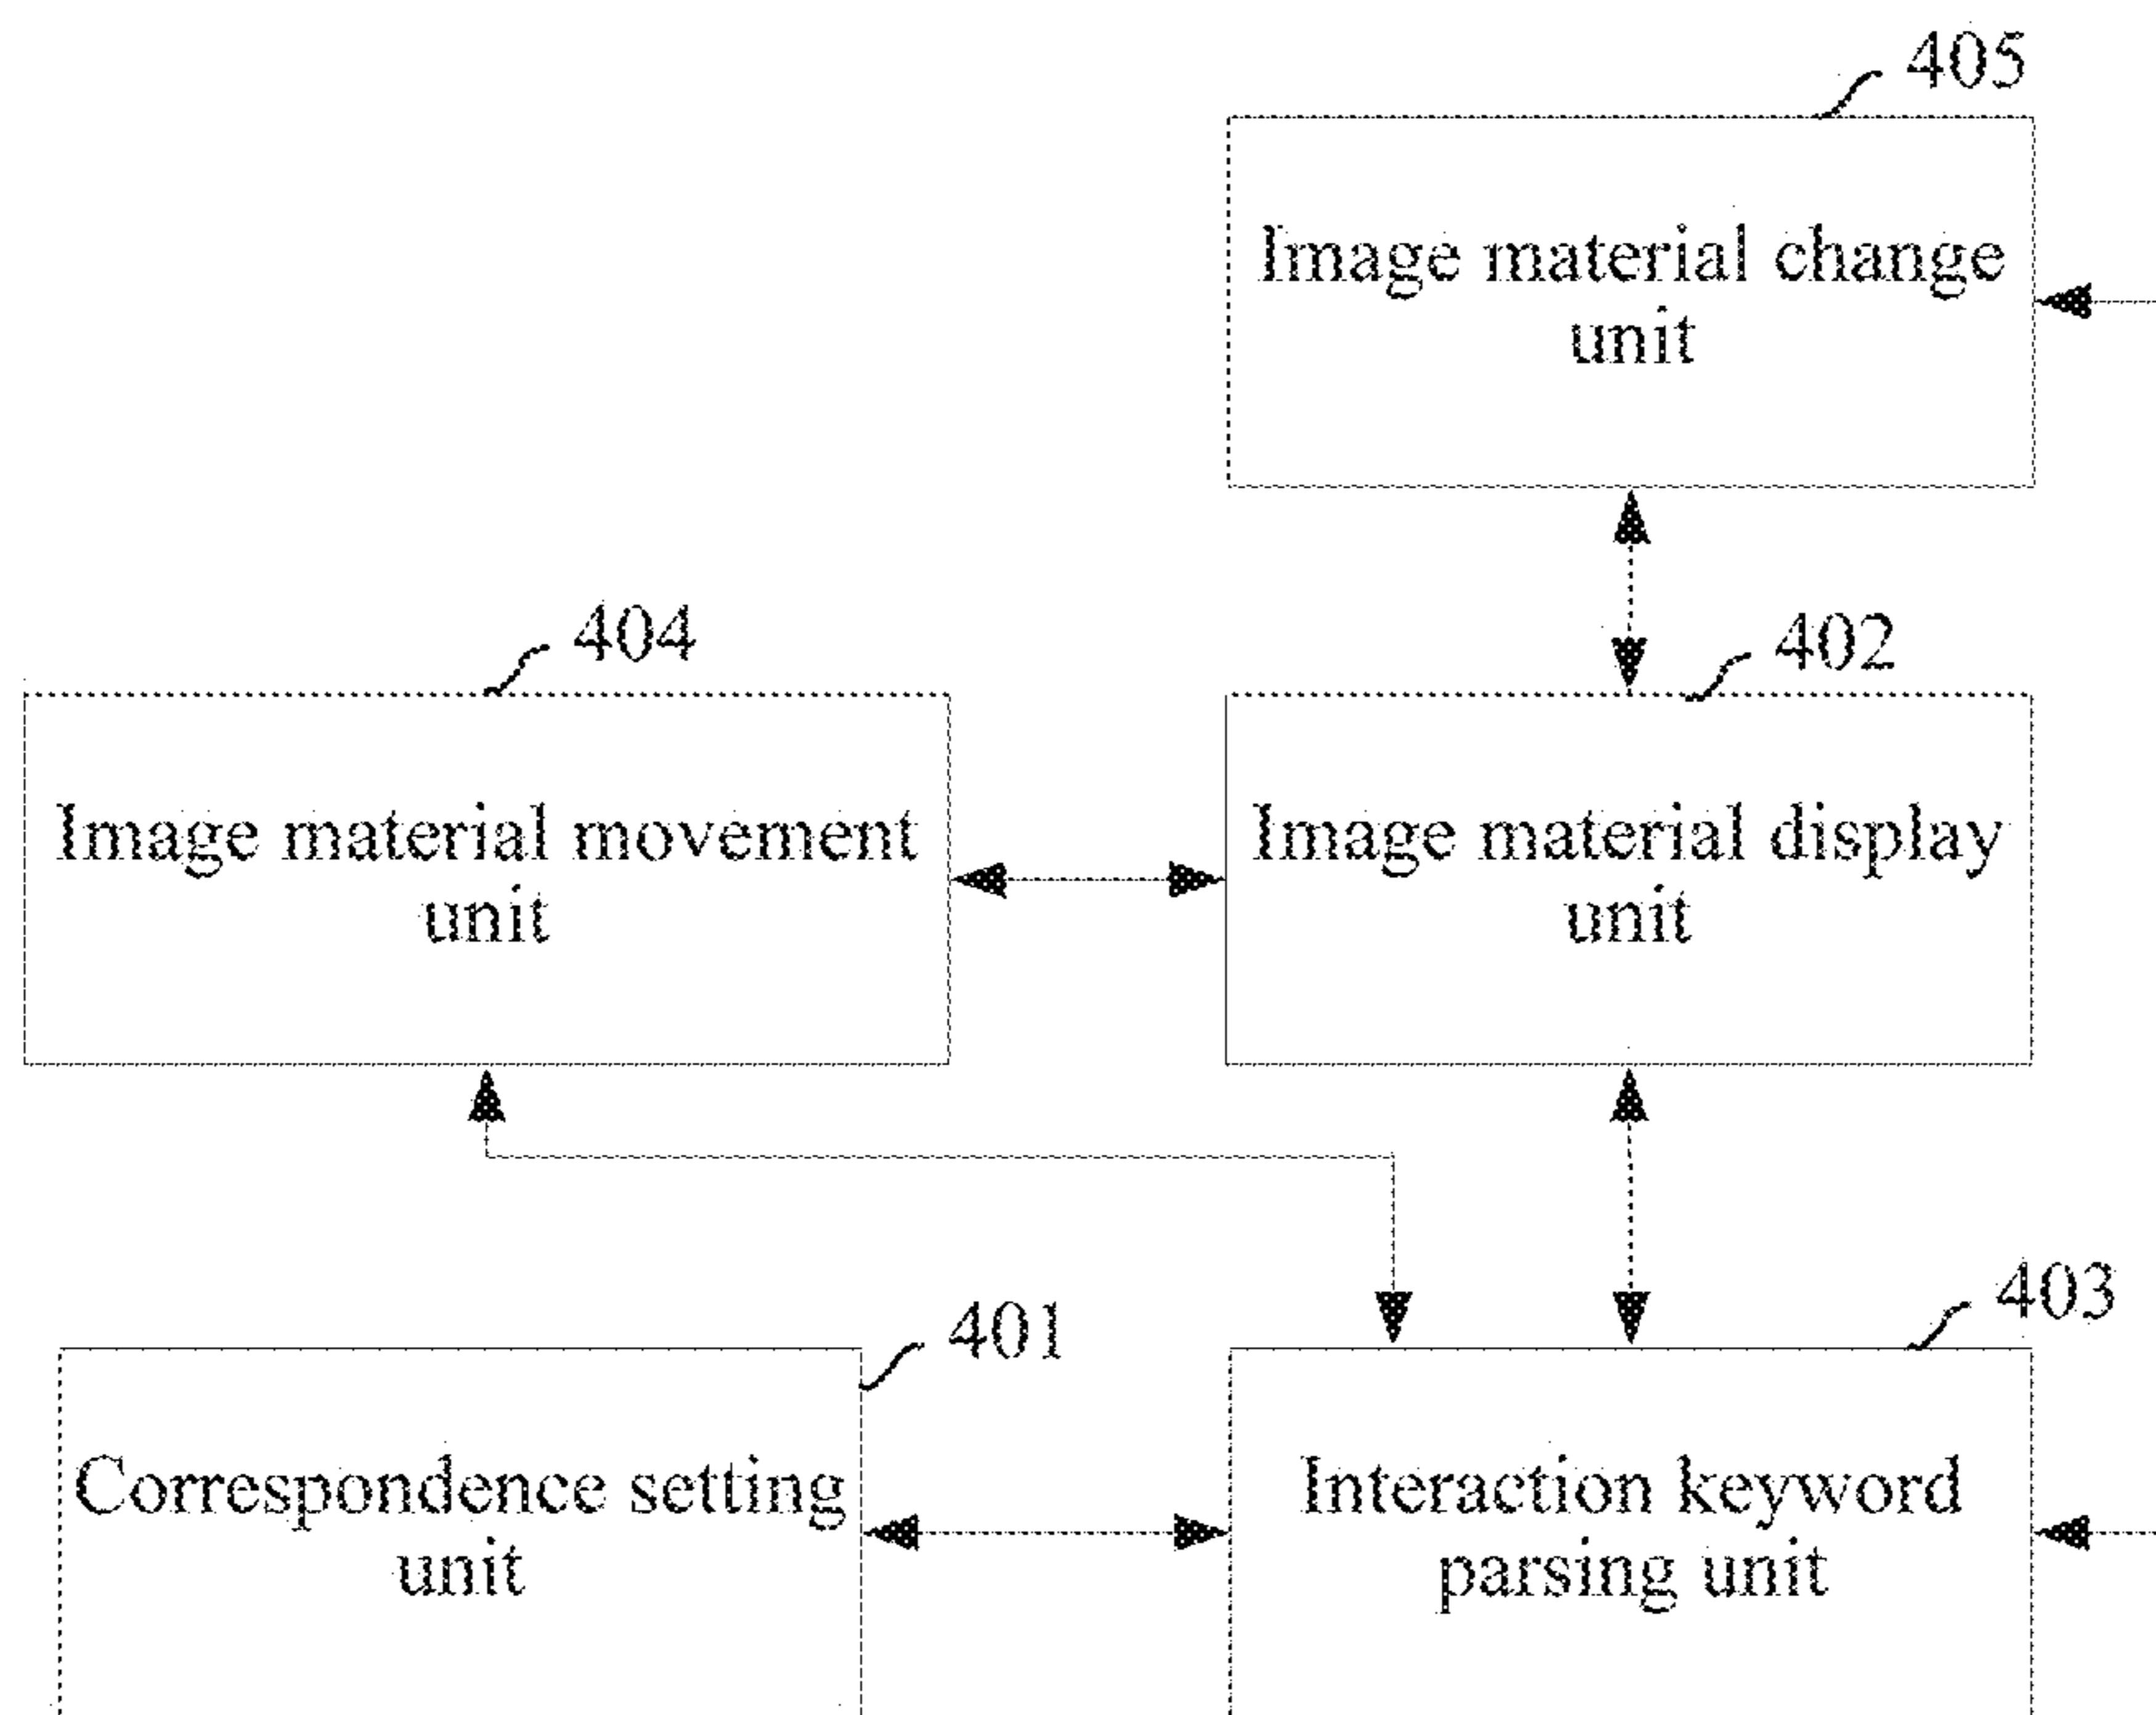 405
Image material change
unit
404
402
Image material movement
unit
Image material display
unit
403
401
Correspondence setting
unit
Interaction keyword
parsing unit